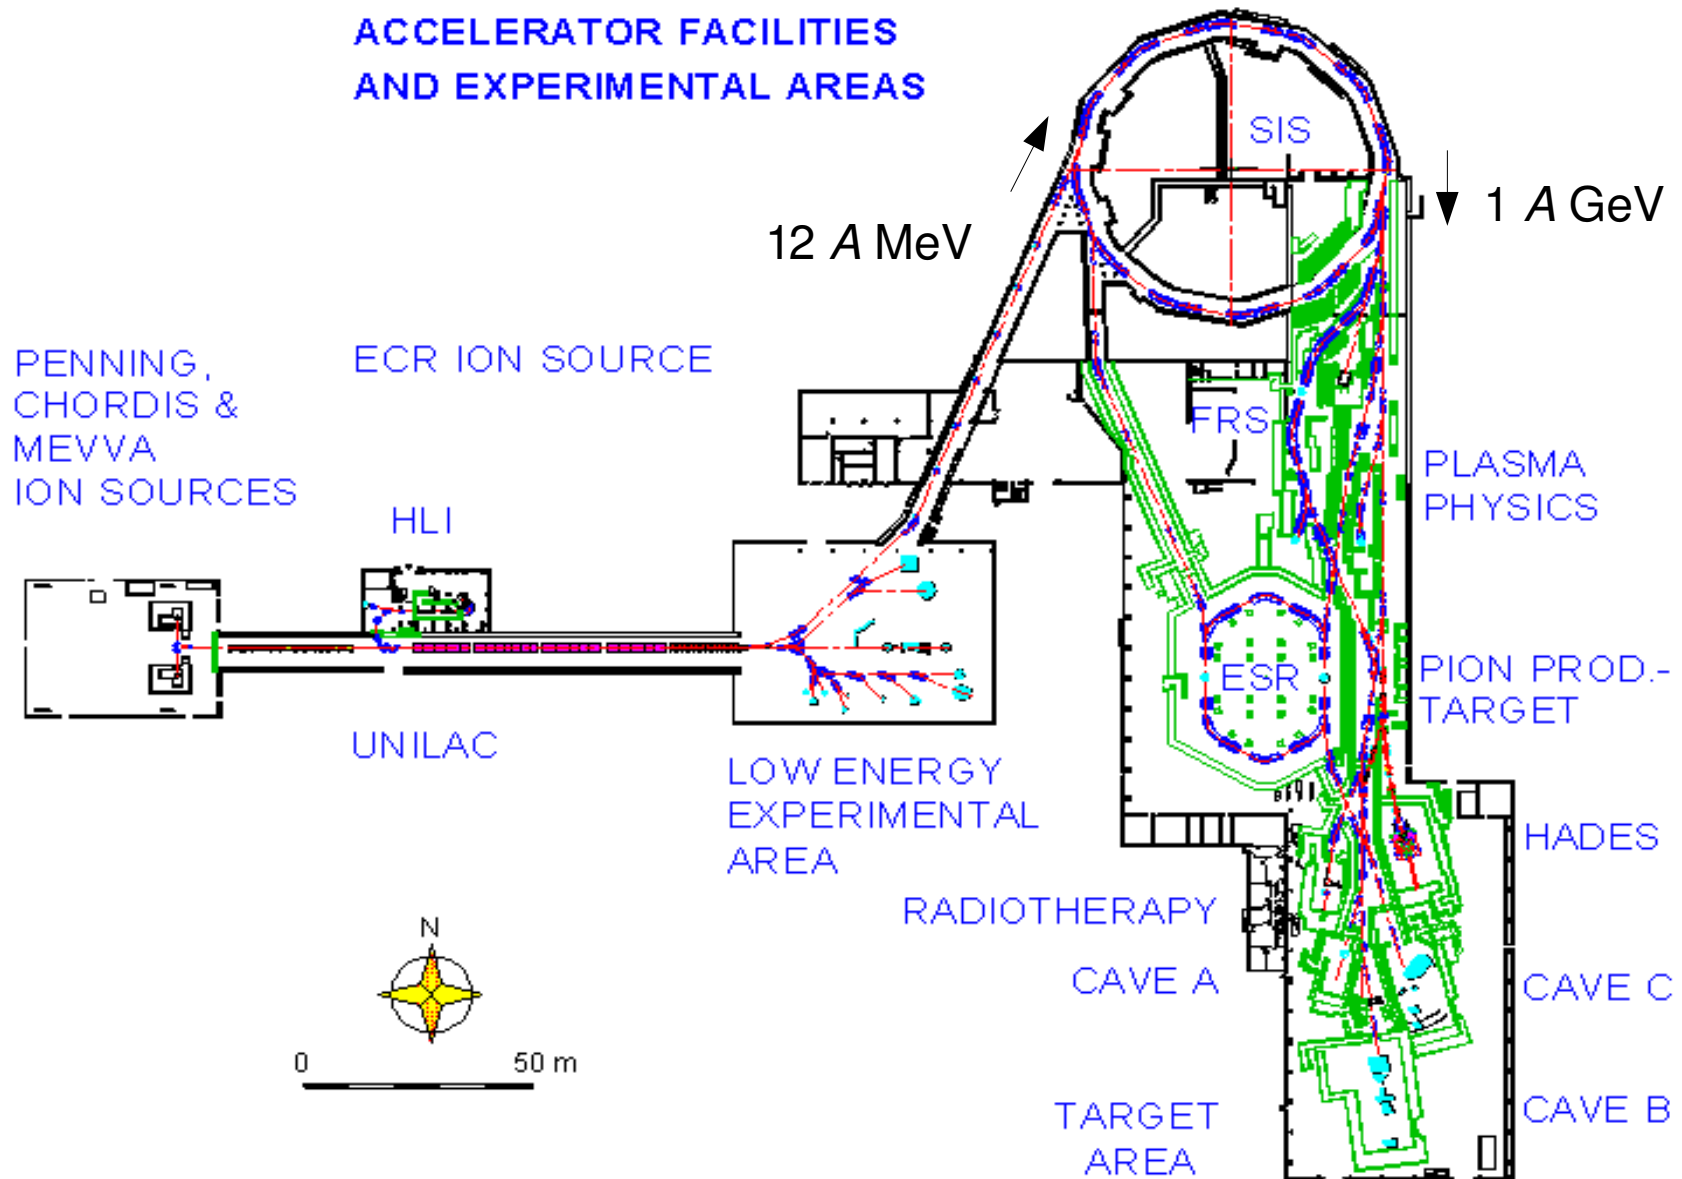 ACCELERATOR FACILITIES
AND EXPERIMENTAL AREAS
SIS
1 A GeV
12 A MeV
PENNING,
CHORDIS &
MEVVA
ION SOURCES
ECR ION SOURCE
FRS
PLASMA
PHYSICS
HLI
ESR
PION PROD.-
TARGET
UNILAC
LOW ENERGY
EXPERIMENTAL
AREA
HADES
RADIOTHERAPY
CAVE A
CAVE C
N
0 50 m
TARGET
AREA
CAVE B